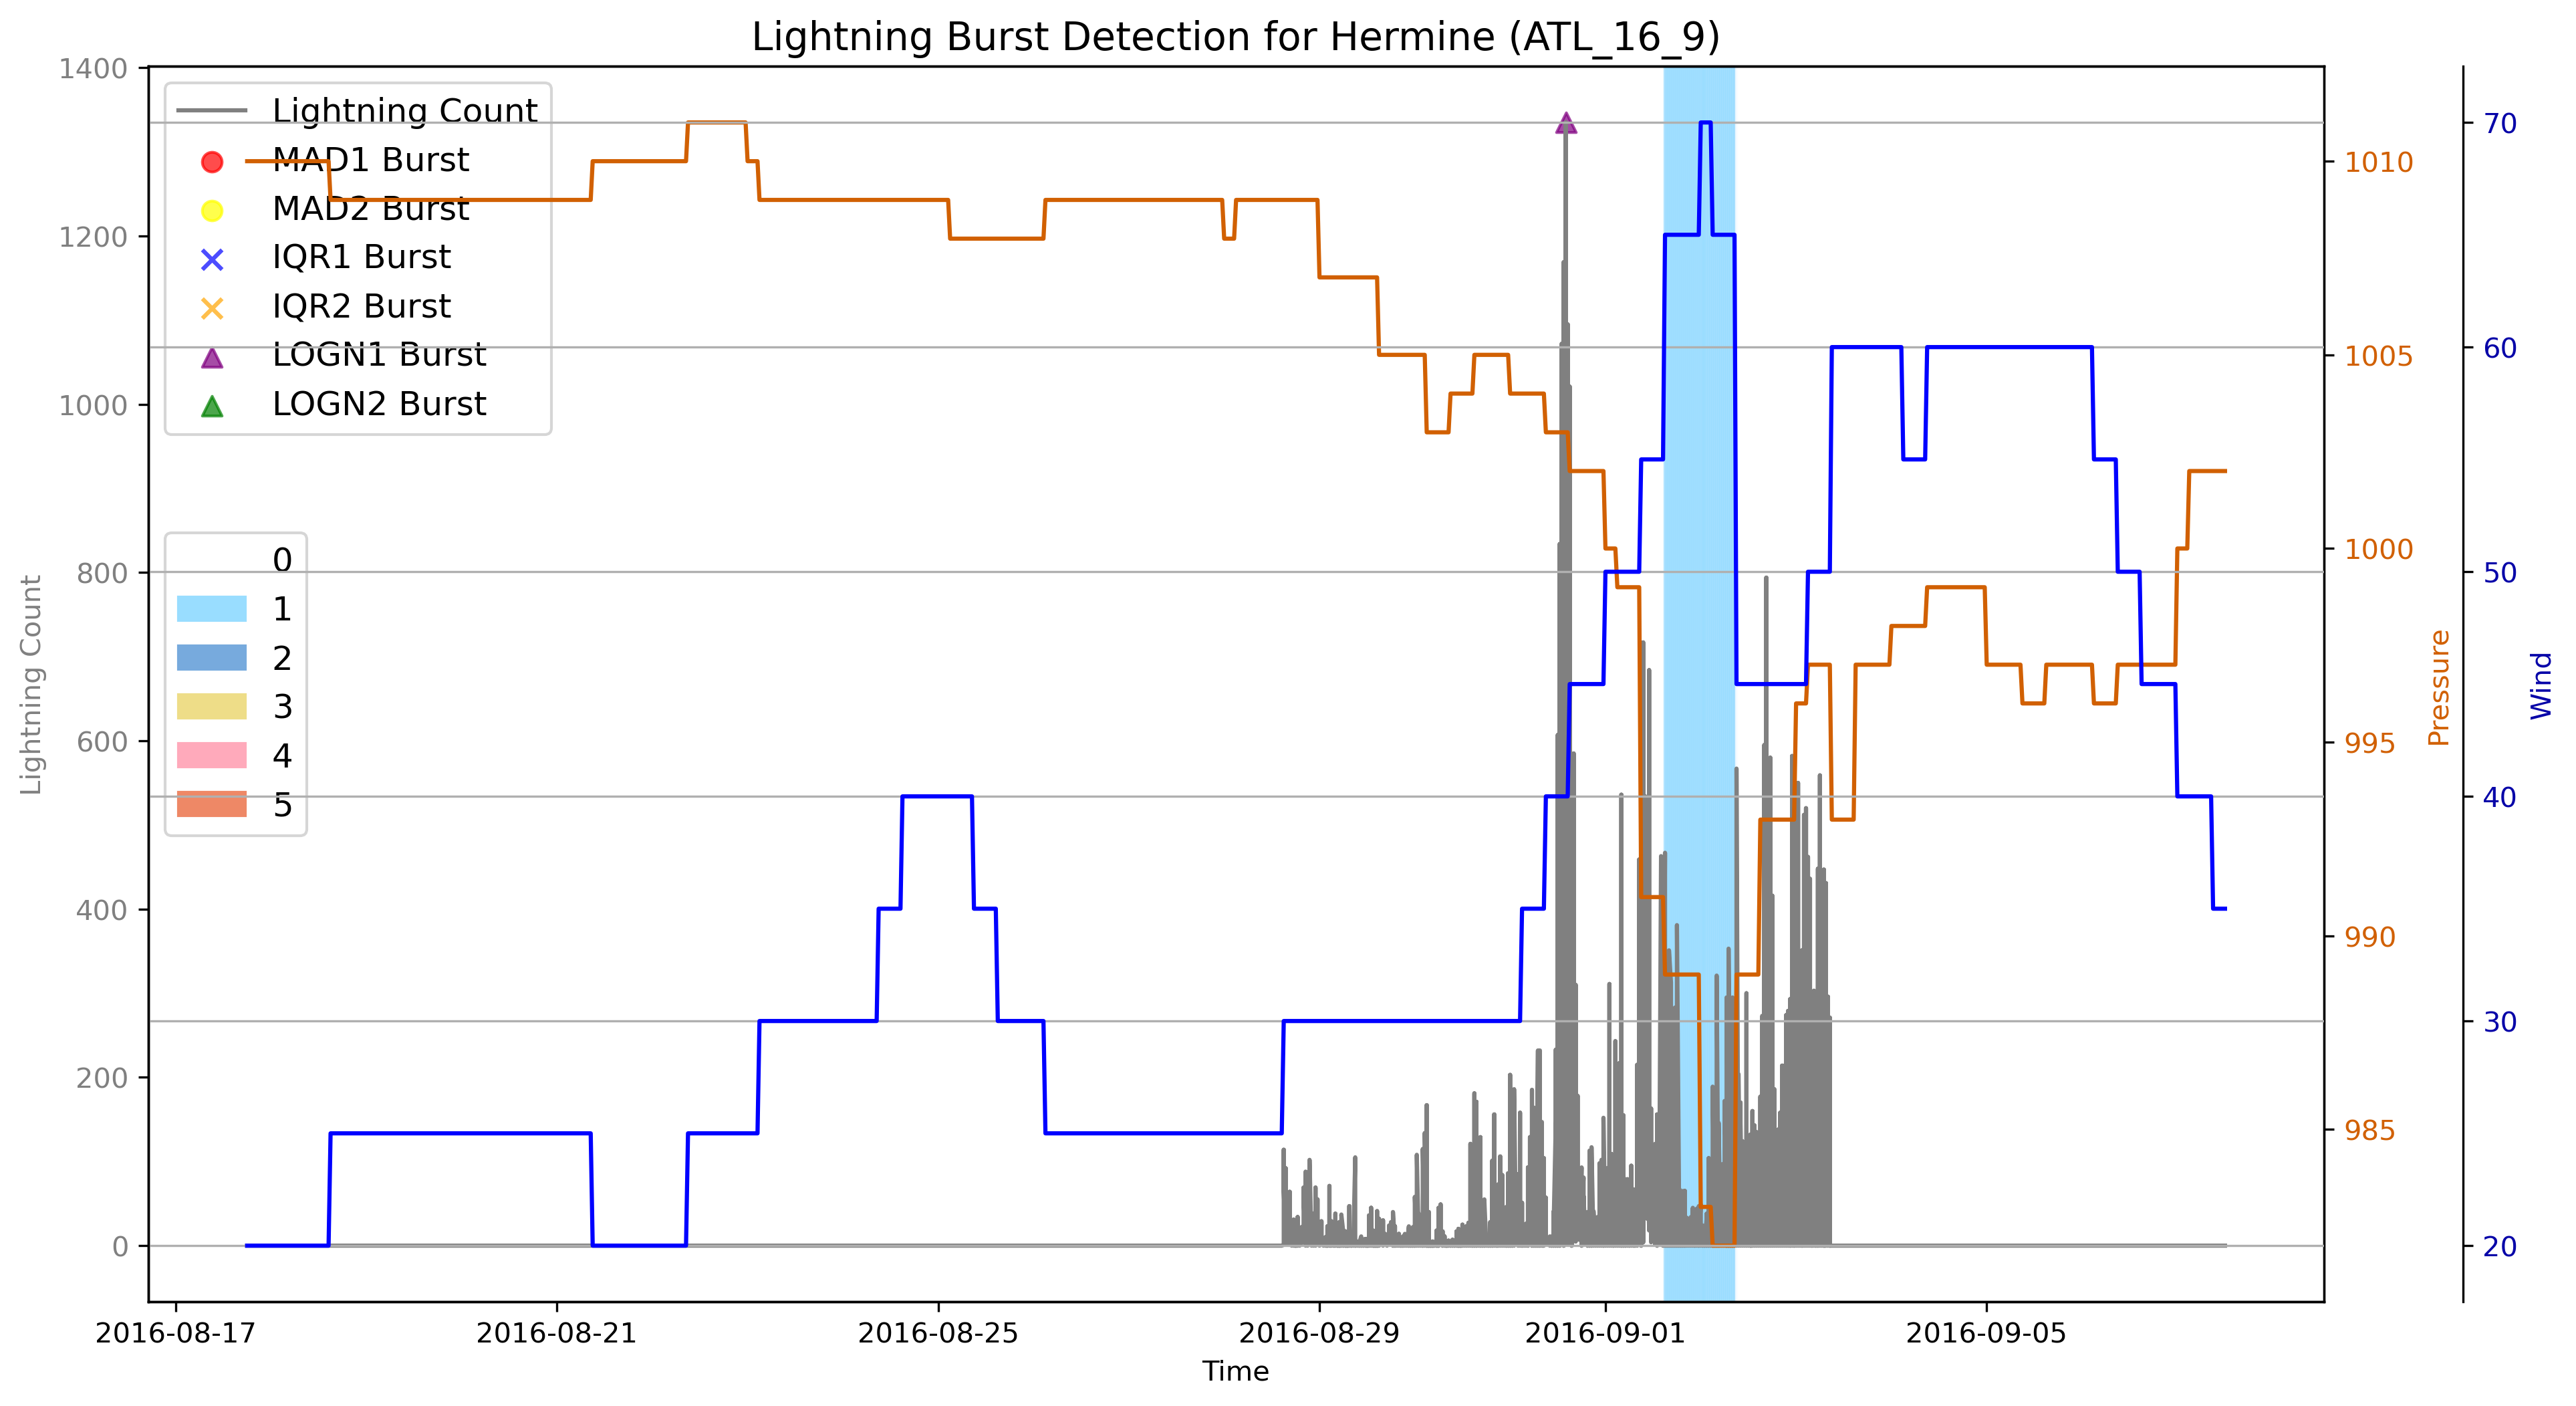 Lightning Burst Detection for Hermine (ATL_16_9)
1400
1200
1000
800
600
400
200
0
Lightning Count
Lightning Count
MAD1 Burst
MAD2 Burst
IQR1 Burst
IQR2 Burst
LOGN1 Burst
LOGN2 Burst
0
1
2
3
4
5
1010
1005
1000
995
990
985
Pressure
70
60
50
40
30
20
Wind
2016-08-17
2016-08-21
2016-08-25
2016-08-29
2016-09-01
2016-09-05
Time